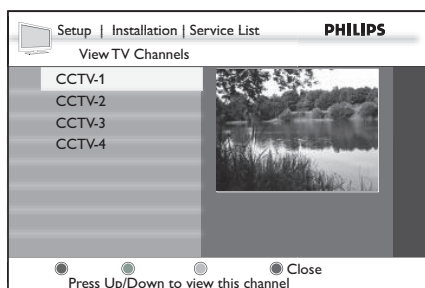 Setup | Installation | Service List PHILIPS
View TV Channels
CCTV-1
CCTV-2
CCTV-3
CCTV-4
Close
Press Up/Down to view this channel